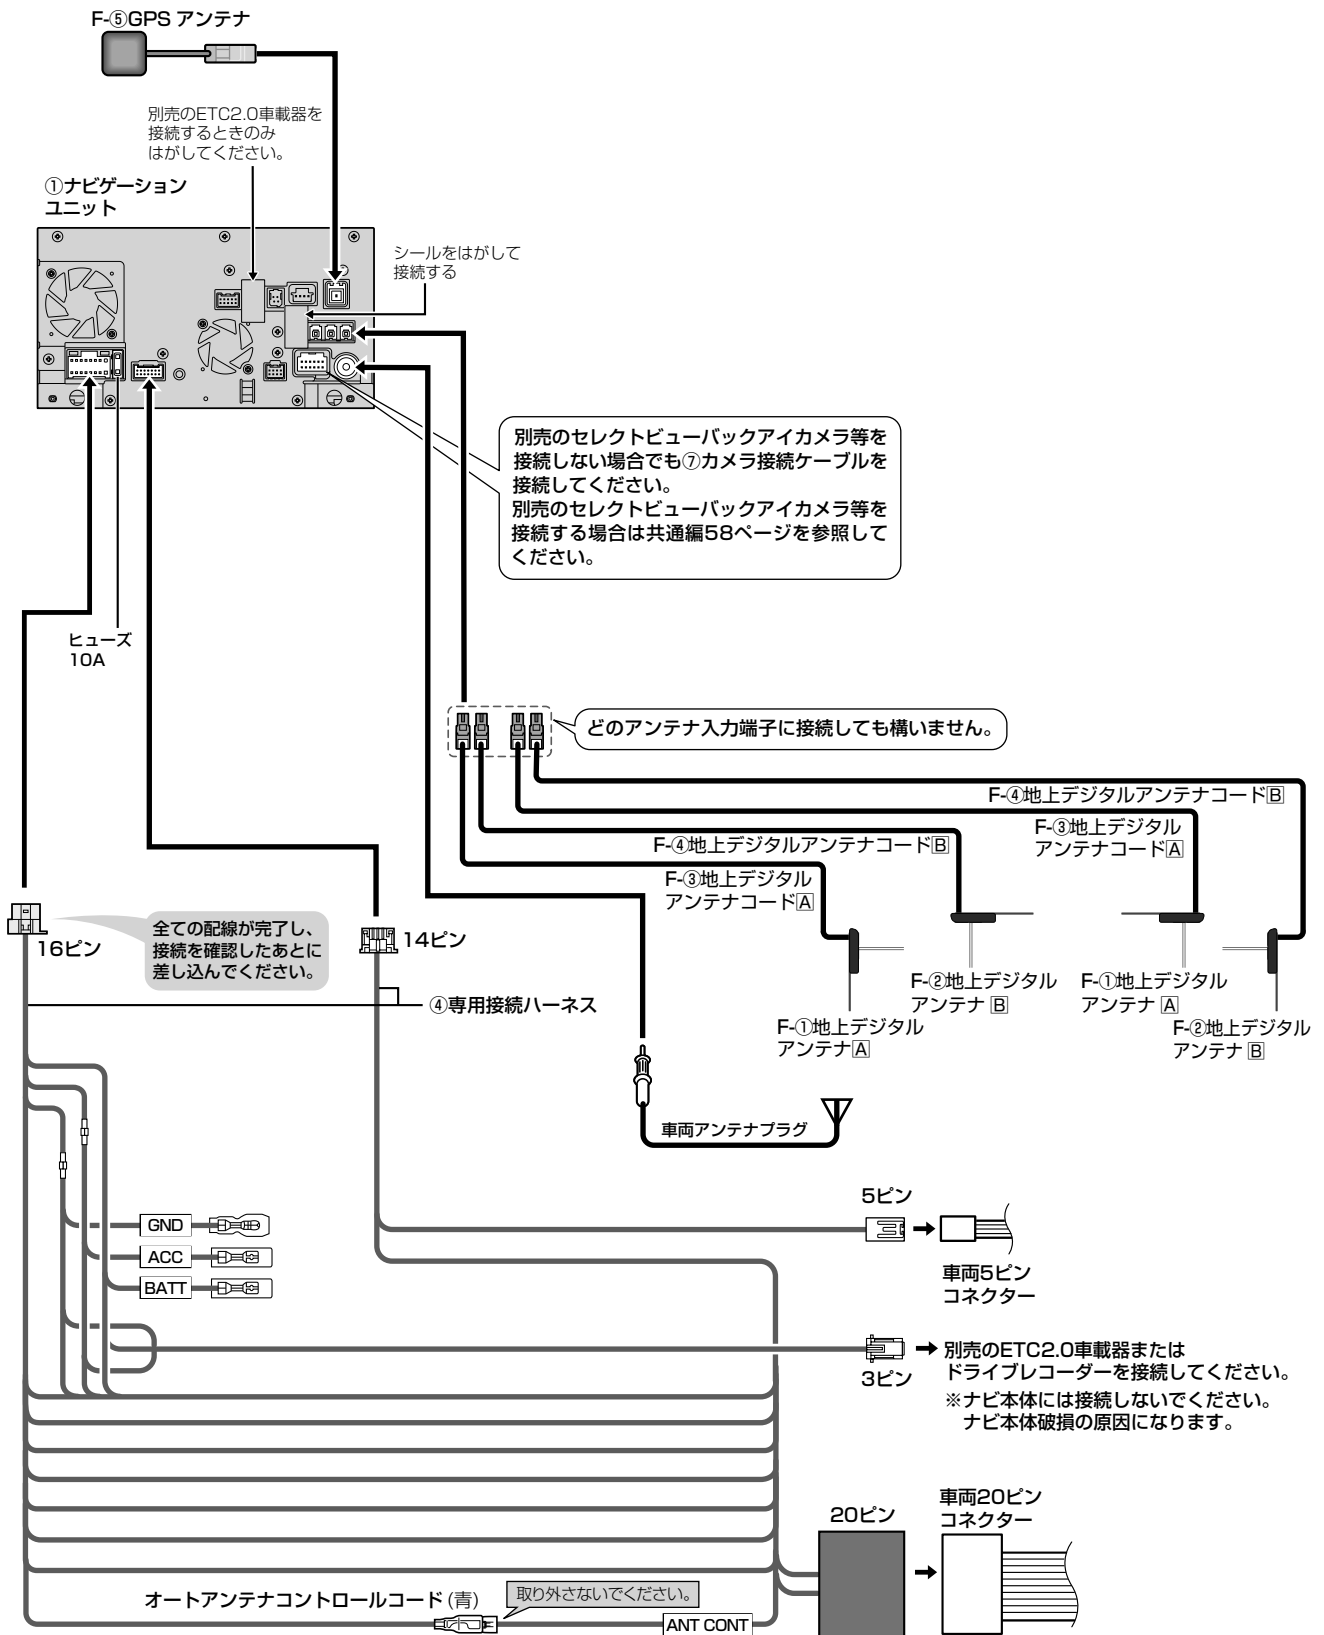 F-⑤GPS アンテナ
別売のETC2.0車載器を
接続するときのみ
はがしてください。
①ナビゲーション
ユニット
シールをはがして
接続する
別売のセレクトビューバックアイカメラ等を
接続しない場合でも⑦カメラ接続ケーブルを
接続してください。
別売のセレクトビューバックアイカメラ等を
接続する場合は共通編58ページを参照して
ください。
ヒューズ
10A
どのアンテナ入力端子に接続しても構いません。
F-④地上デジタルアンテナコードB
F-③地上デジタル
アンテナコードA
F-④地上デジタルアンテナコードB
F-③地上デジタル
アンテナコードA
16ピン
全ての配線が完了し、
接続を確認したあとに
差し込んでください。
14ピン
④専用接続ハーネス
F-②地上デジタル
アンテナ B
F-①地上デジタル
アンテナ A
F-①地上デジタル
アンテナA
F-②地上デジタル
アンテナ B
車両アンテナプラグ
GND
ACC
BATT
5ピン
車両5ピン
コネクター
3ピン
別売のETC2.0車載器または
ドライブレコーダーを接続してください。
※ナビ本体には接続しないでください。
ナビ本体破損の原因になります。
20ピン
車両20ピン
コネクター
オートアンテナコントロールコード (青)
取り外さないでください。
ANT CONT